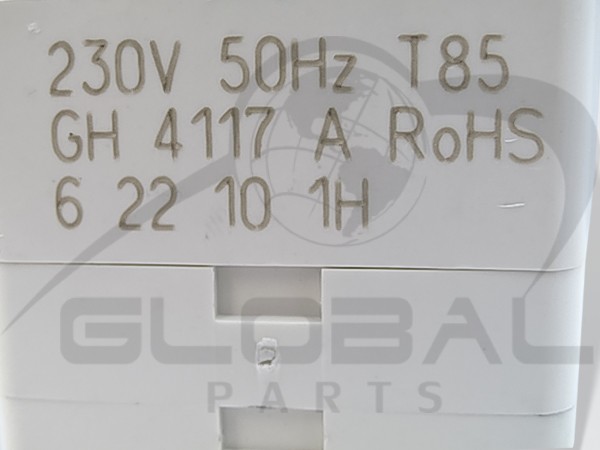 230V 50Hz T85
GH 4117 A RoHS
6 22 10 1H
GLOBAL
PARTS